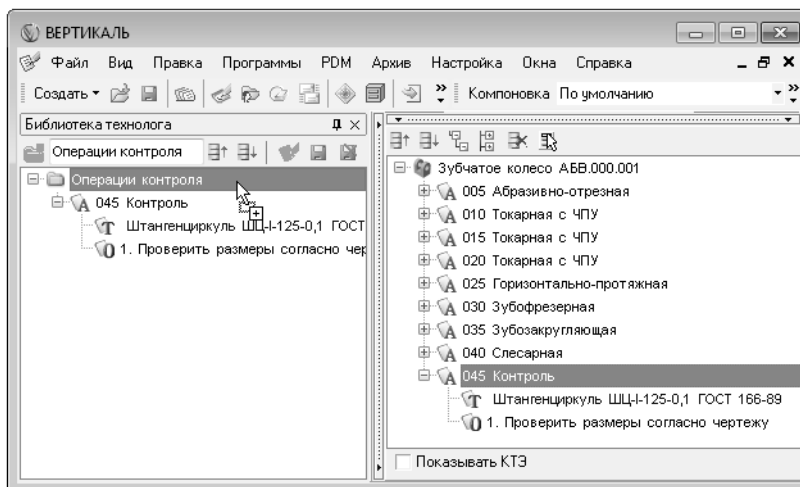 ВЕРТИКАЛЬ
Файл Вид Правка Программы PDM Архив Настройка Окна Справка
Создать Компоновка По умолчанию
Библиотека технолога
Операции контроля
Операции контроля
045 Контроль
Штангенциркуль ШЦ-I-125-0,1 ГОСТ
1. Проверить размеры согласно чер
Зубчатое колесо АБВ.000.001
005 Абразивно-отрезная
010 Токарная с ЧПУ
015 Токарная с ЧПУ
020 Токарная с ЧПУ
025 Горизонтально-протяжная
030 Зубофрезерная
035 Зубозакругляющая
040 Слесарная
045 Контроль
Штангенциркуль ШЦ-I-125-0,1 ГОСТ 166-89
1. Проверить размеры согласно чертежу
Показывать КТЭ